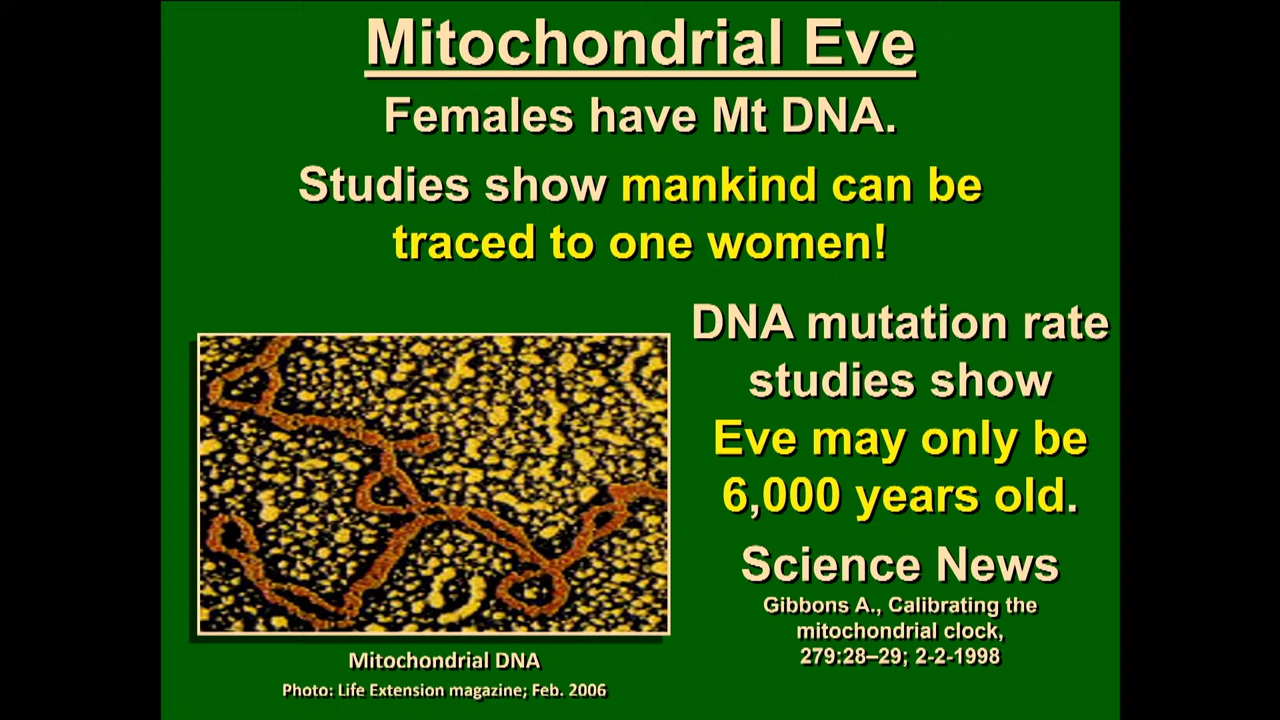 Mitochondrial Eve
Females have Mt DNA.
Studies show mankind can be
traced to one women!
DNA mutation rate
studies show
Eve may only be
6,000 years old.
Science News
Gibbons A., Calibrating the
mitochondrial clock,
279:28–29; 2-2-1998
Mitochondrial DNA
Photo: Life Extension magazine; Feb. 2006